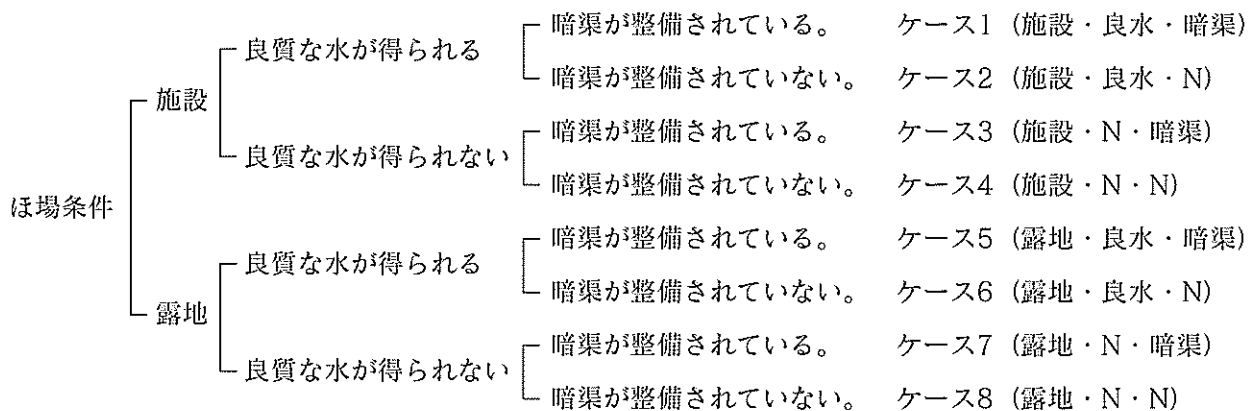 暗渠が整備されている。 ケース1 (施設・良水・暗渠)
良質な水が得られる
暗渠が整備されていない。 ケース2 (施設・良水・N)
施設
暗渠が整備されている。 ケース3 (施設・N・暗渠)
良質な水が得られない
暗渠が整備されていない。 ケース4 (施設・N・N)
ほ場条件
暗渠が整備されている。 ケース5 (露地・良水・暗渠)
良質な水が得られる
暗渠が整備されていない。 ケース6 (露地・良水・N)
露地
暗渠が整備されている。 ケース7 (露地・N・暗渠)
良質な水が得られない
暗渠が整備されていない。 ケース8 (露地・N・N)